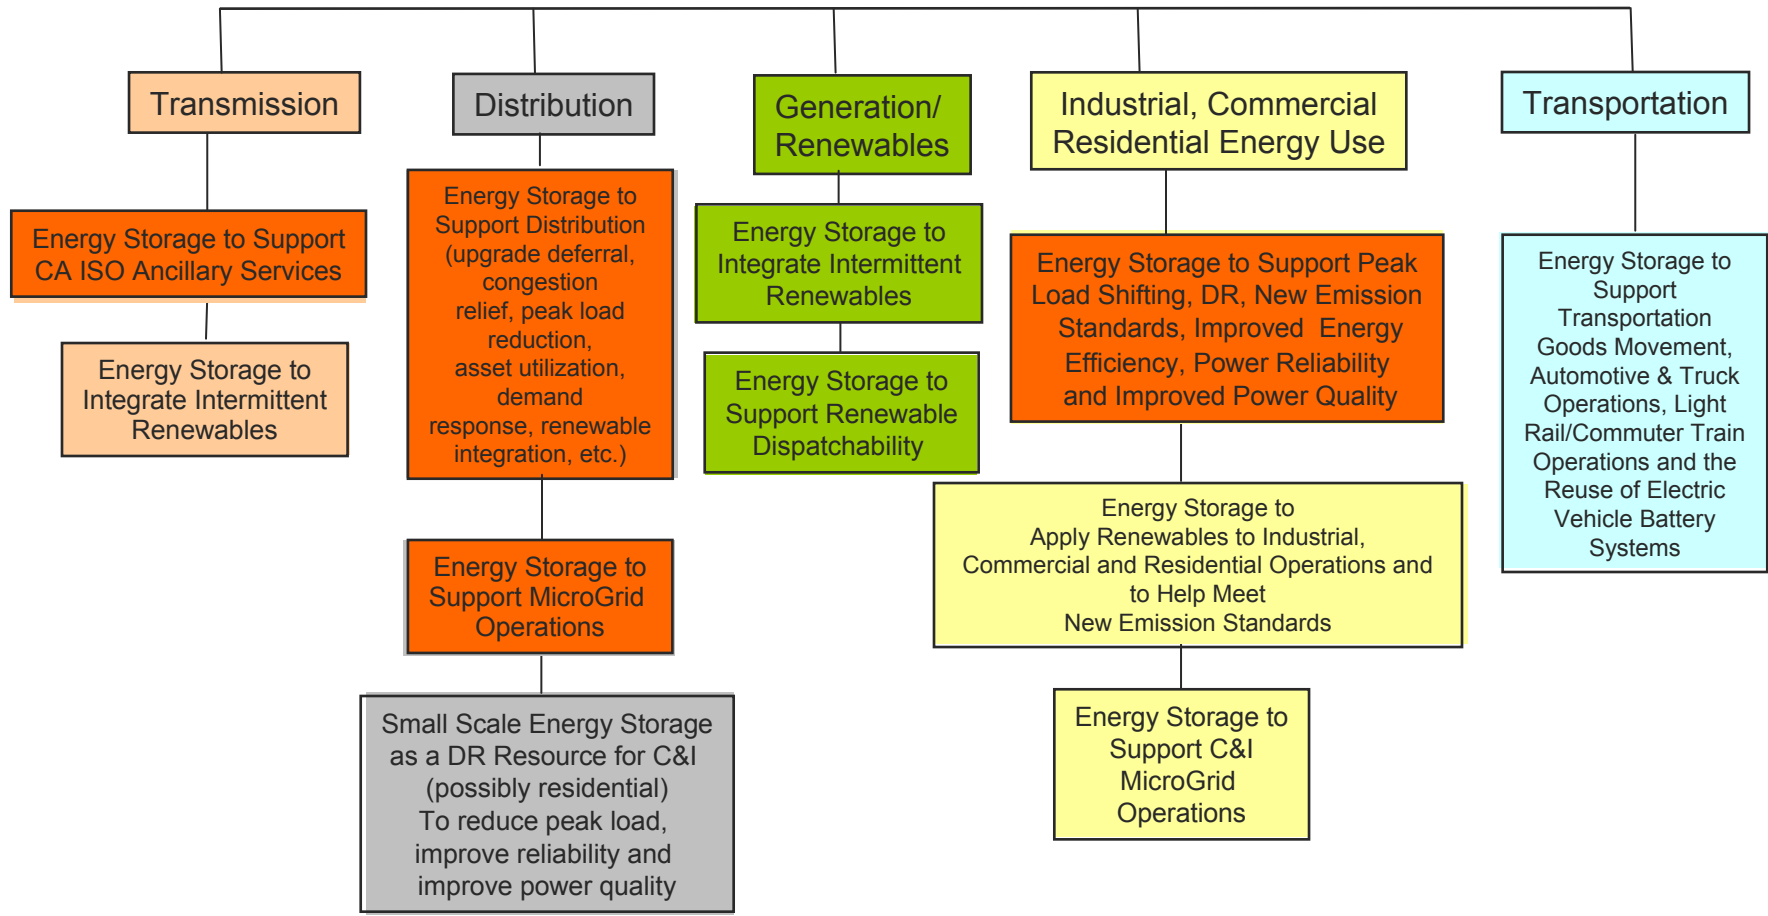 Transmission
Energy Storage to Support
CA ISO Ancillary Services
Energy Storage to
Integrate Intermittent
Renewables
Distribution
Energy Storage to
Support Distribution
(upgrade deferral,
congestion
relief, peak load
reduction,
asset utilization,
demand
response, renewable
integration, etc.)
Energy Storage to
Support MicroGrid
Operations
Small Scale Energy Storage
as a DR Resource for C&I
(possibly residential)
To reduce peak load,
improve reliability and
improve power quality
Generation/
Renewables
Energy Storage to
Integrate Intermittent
Renewables
Energy Storage to
Support Renewable
Dispatchability
Industrial, Commercial
Residential Energy Use
Energy Storage to Support Peak
Load Shifting, DR, New Emission
Standards, Improved Energy
Efficiency, Power Reliability
and Improved Power Quality
Energy Storage to
Apply Renewables to Industrial,
Commercial and Residential Operations and
to Help Meet
New Emission Standards
Energy Storage to
Support C&I
MicroGrid
Operations
Transportation
Energy Storage to
Support
Transportation
Goods Movement,
Automotive & Truck
Operations, Light
Rail/Commuter Train
Operations and the
Reuse of Electric
Vehicle Battery
Systems